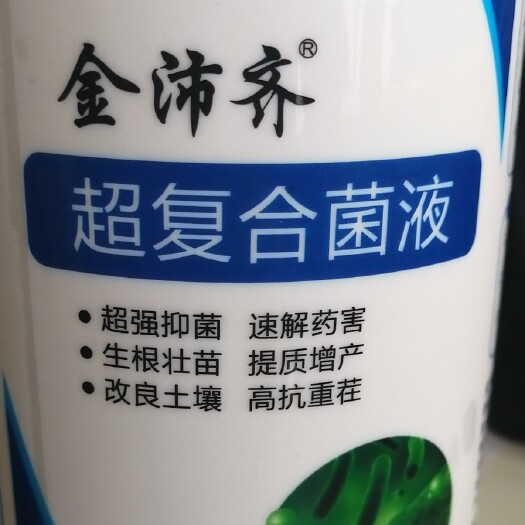 金沛齐®
超复合菌液
• 超强抑菌 速解药害
• 生根壮苗 提质增产
• 改良土壤 高抗重茬